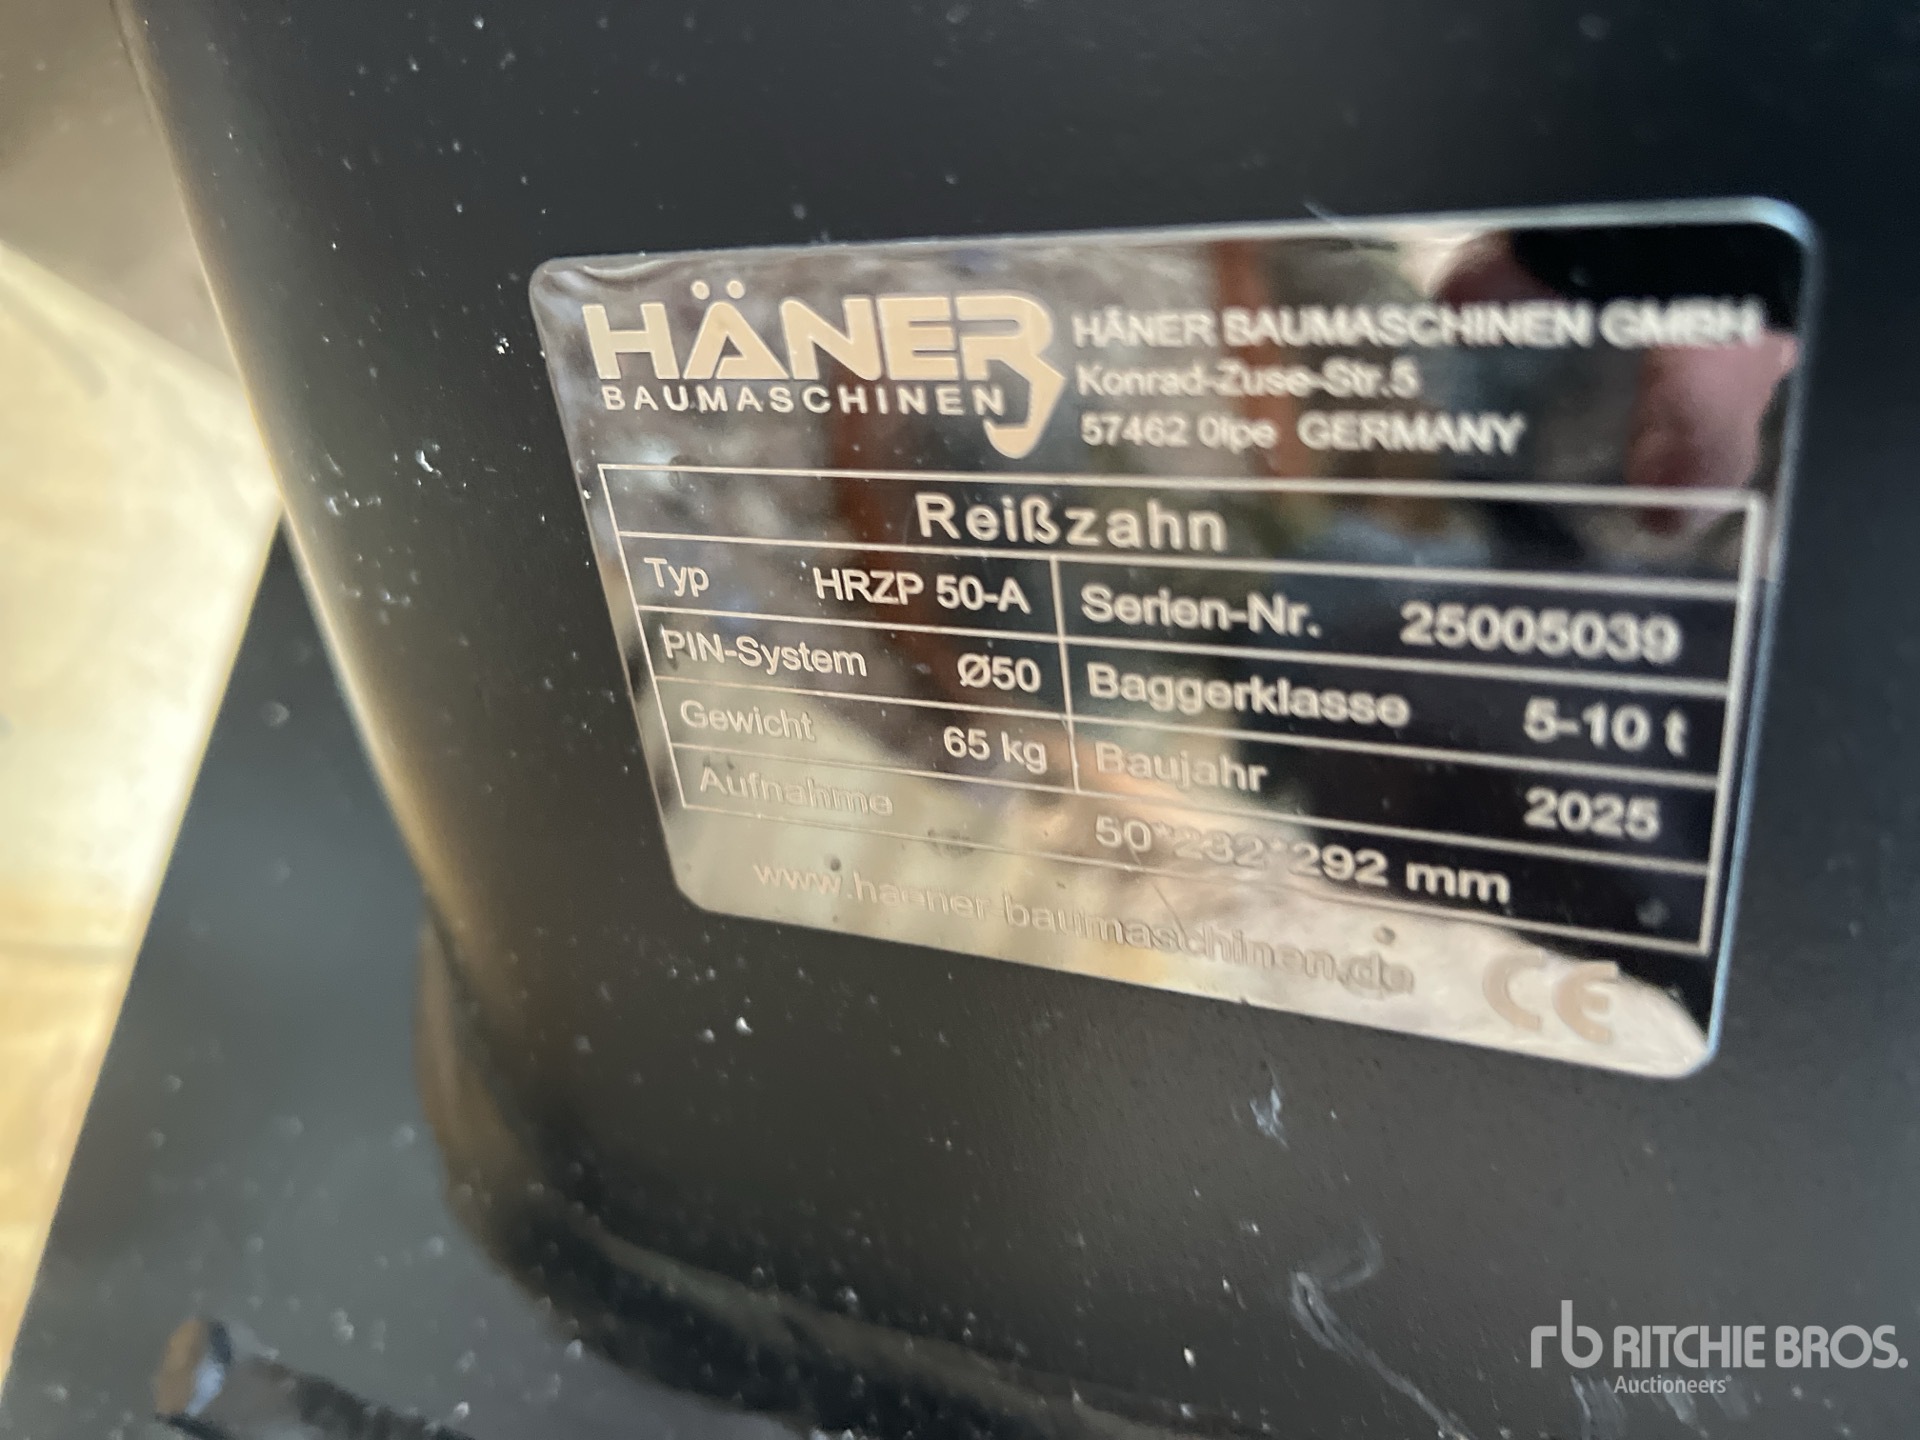 HÄNER
BAUMASCHINEN
HÄNER BAUMASCHINEN GMBH
Konrad-Zuse-Str.5
57462 Olpe GERMANY
Reißzahn
Typ HRZP 50-A Serien-Nr. 25005039
PIN-System Ø50 Baggerklasse 5-10 t
Gewicht 65 kg Baujahr 2025
Aufnahme 50*232*292 mm
www.haener-baumaschinen.de
CE
rb RITCHIE BROS.
Auctioneers